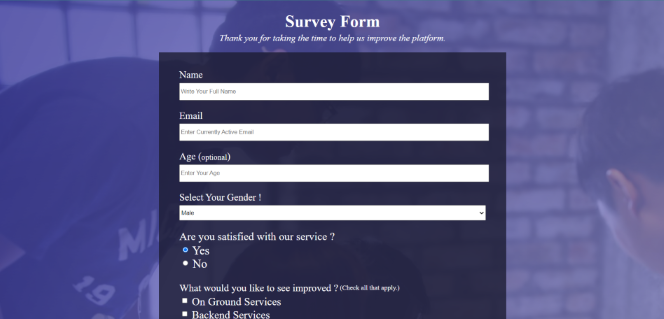 Survey Form
Thank you for taking the time to help us improve the platform.
Name
Write Your Full Name
Email
Enter Currently Active Email
Age (optional)
Enter Your Age
Select Your Gender !
Male
Are you satisfied with our service ?
Yes
No
What would you like to see improved ? (Check all that apply.)
On Ground Services
Backend Services
19